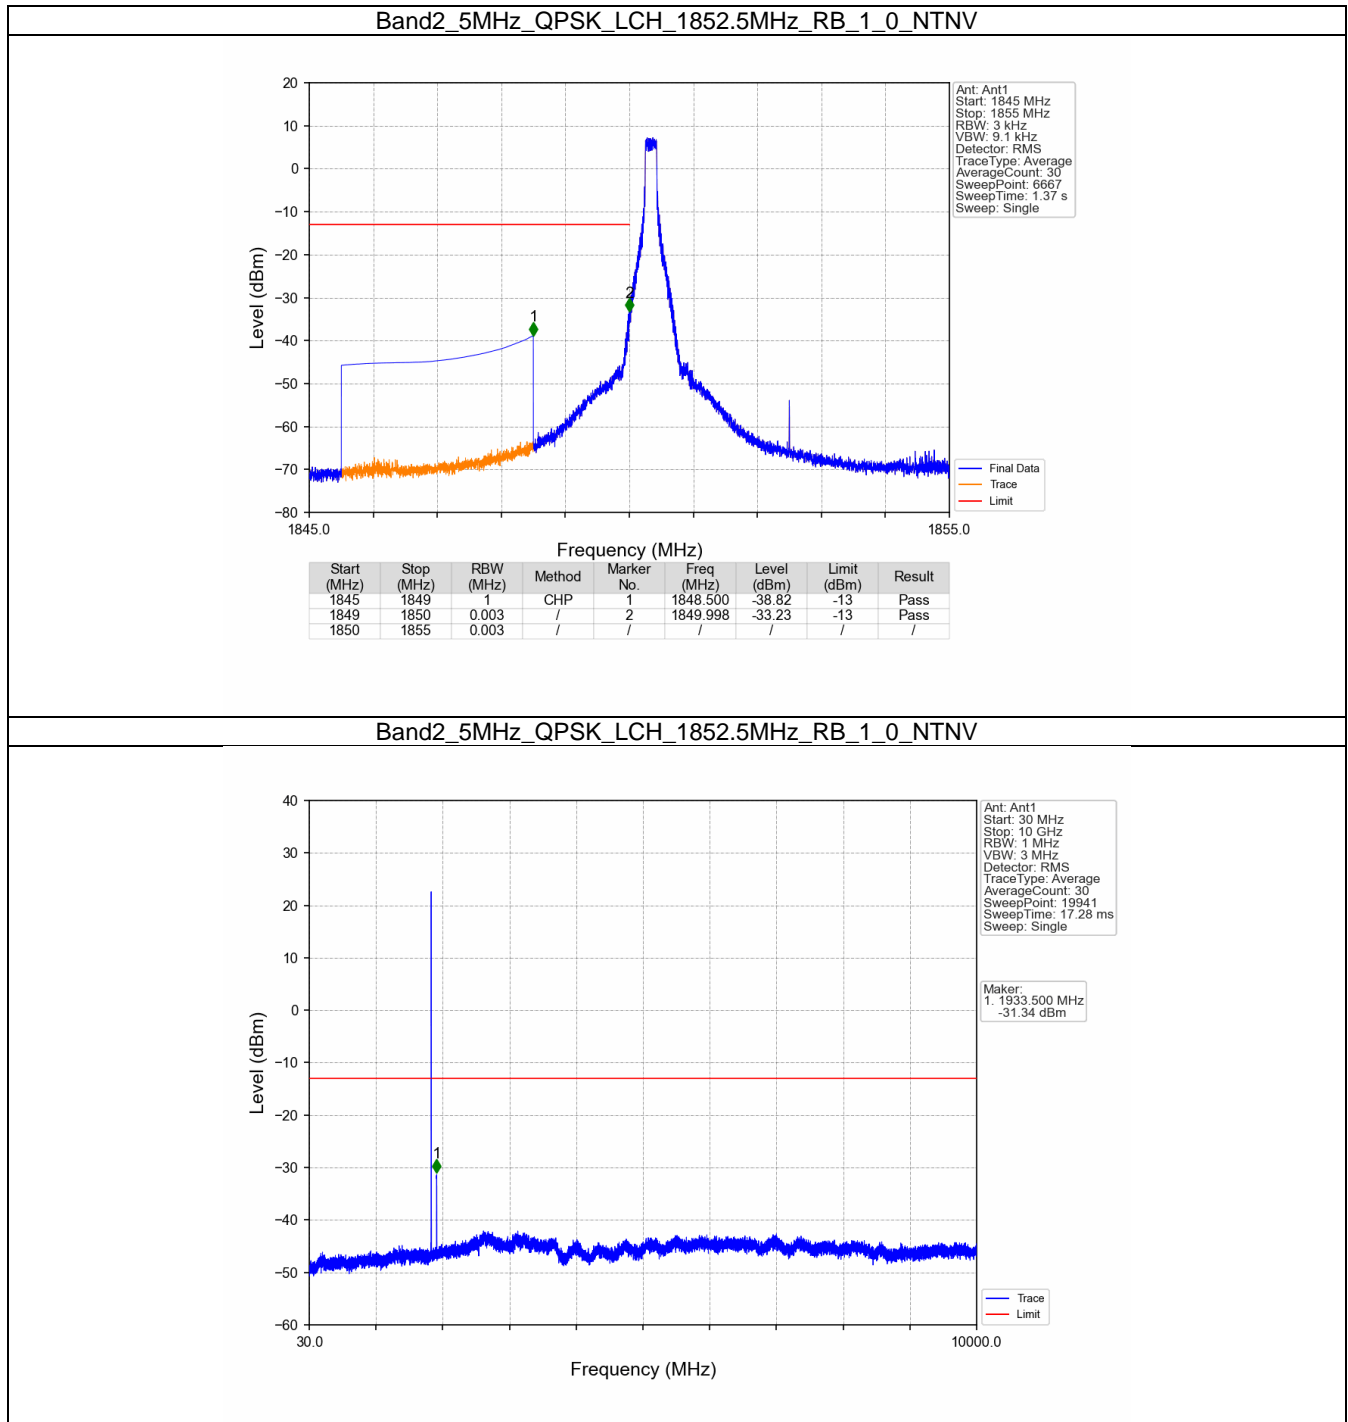 Band2_5MHz_QPSK_LCH_1852.5MHz_RB_1_0_NTNV
20
10
0
−10
−20
−30
−40
−50
−60
−70
−80
Level (dBm)
1
2
1845.0
1855.0
Frequency (MHz)
Ant: Ant1
Start: 1845 MHz
Stop: 1855 MHz
RBW: 3 kHz
VBW: 9.1 kHz
Detector: RMS
TraceType: Average
AverageCount: 30
SweepPoint: 6667
SweepTime: 1.37 s
Sweep: Single
Final Data
Trace
Limit
Start (MHz) Stop (MHz) RBW (MHz) Method Marker No. Freq (MHz) Level (dBm) Limit (dBm) Result
1845 1849 1 CHP 1 1848.500 -38.82 -13 Pass
1849 1850 0.003 / 2 1849.998 -33.23 -13 Pass
1850 1855 0.003 / / / / / /
Band2_5MHz_QPSK_LCH_1852.5MHz_RB_1_0_NTNV
40
30
20
10
0
−10
−20
−30
−40
−50
−60
Level (dBm)
1
30.0
10000.0
Frequency (MHz)
Ant: Ant1
Start: 30 MHz
Stop: 10 GHz
RBW: 1 MHz
VBW: 3 MHz
Detector: RMS
TraceType: Average
AverageCount: 30
SweepPoint: 19941
SweepTime: 17.28 ms
Sweep: Single
Maker:
1. 1933.500 MHz
-31.34 dBm
Trace
Limit